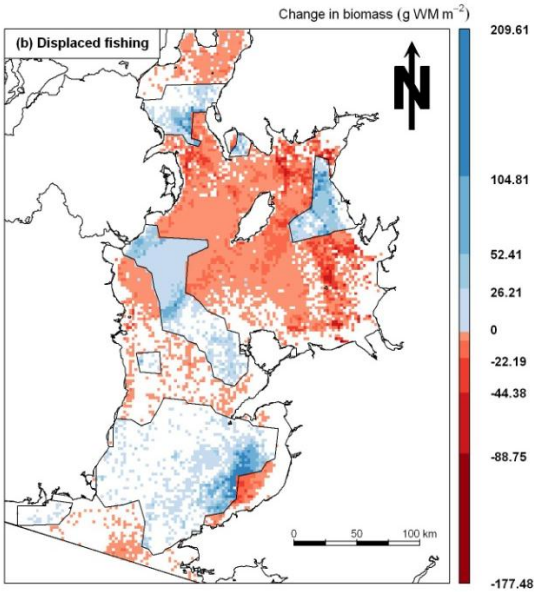 Change in biomass (g WM m−2)
(b) Displaced fishing
N
209.61
104.81
52.41
26.21
0
-22.19
-44.38
-88.75
-177.48
0 50 100 km